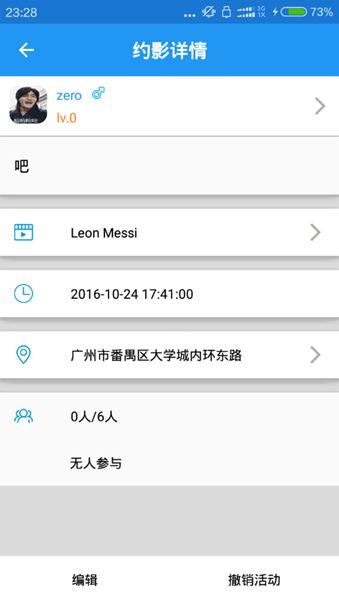 23:28
3G
1X
73%
约影详情
zero
lv.0
吧
Leon Messi
2016-10-24 17:41:00
广州市番禺区大学城内环东路
0人/6人
无人参与
编辑
撤销活动